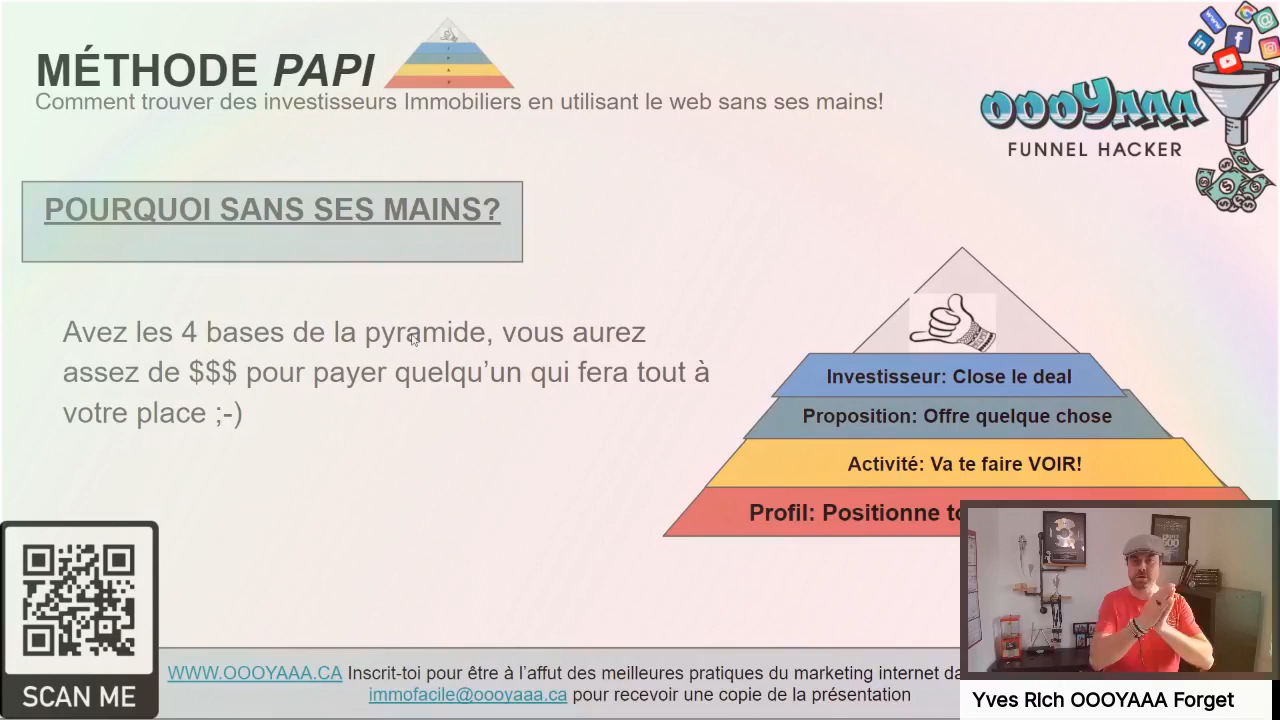 MÉTHODE PAPI
Comment trouver des investisseurs Immobiliers en utilisant le web sans ses mains!
OOOYAAA
FUNNEL HACKER
POURQUOI SANS SES MAINS?
Avez les 4 bases de la pyramide, vous aurez
assez de $$$ pour payer quelqu’un qui fera tout à
votre place ;-)
Investisseur: Close le deal
Proposition: Offre quelque chose
Activité: Va te faire VOIR!
Profil: Positionne
SCAN ME
WWW.OOOYAAA.CA Inscrit-toi pour être à l’affut des meilleures pratiques du marketing internet
immofacile@oooyaaa.ca pour recevoir une copie de la présentation
Yves RIch OOOYAAA Forget